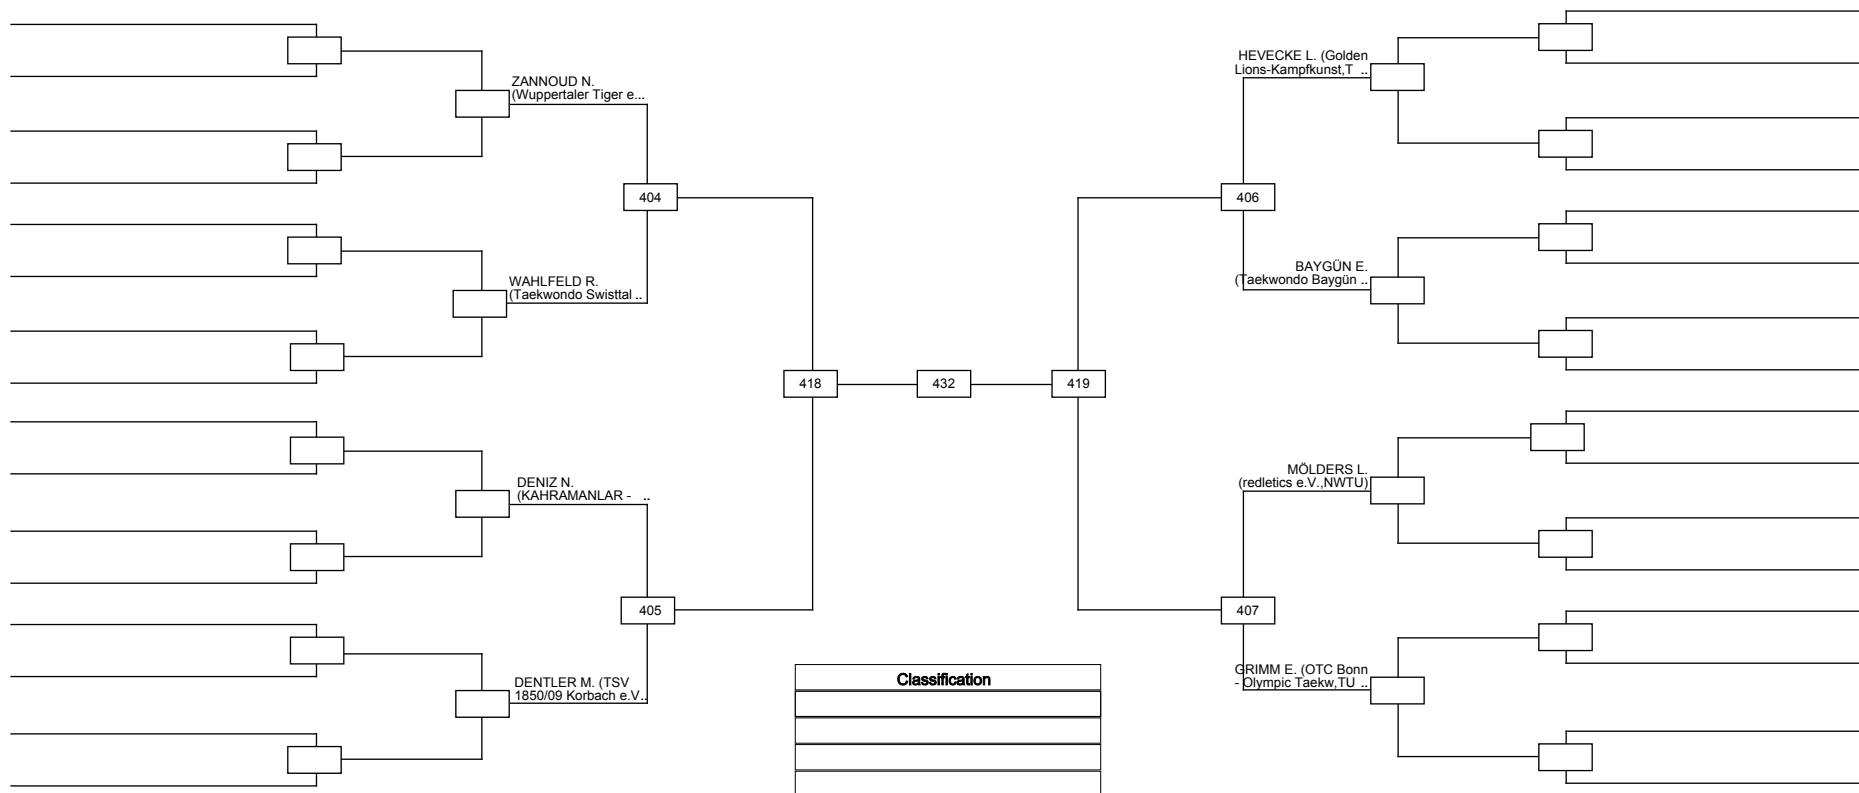 ZANNOUD N.
(Wuppertaler Tiger e...
404
WAHLFELD R.
(Taekwondo Swisttal ..
418
DENIZ N.
(KAHRAMANLAR - ..
405
DENTLER M. (TSV
1850/09 Korbach e.V..
432
HEVECKE L. (Golden
Lions-Kampfkunst,T ..
406
BAYGÜN E.
(Taekwondo Baygün ..
419
MÖLDERS L.
(redletics e.V.,NWTU)
407
GRIMM E. (OTC Bonn
- Olympic Taekw,TU ..
Classification